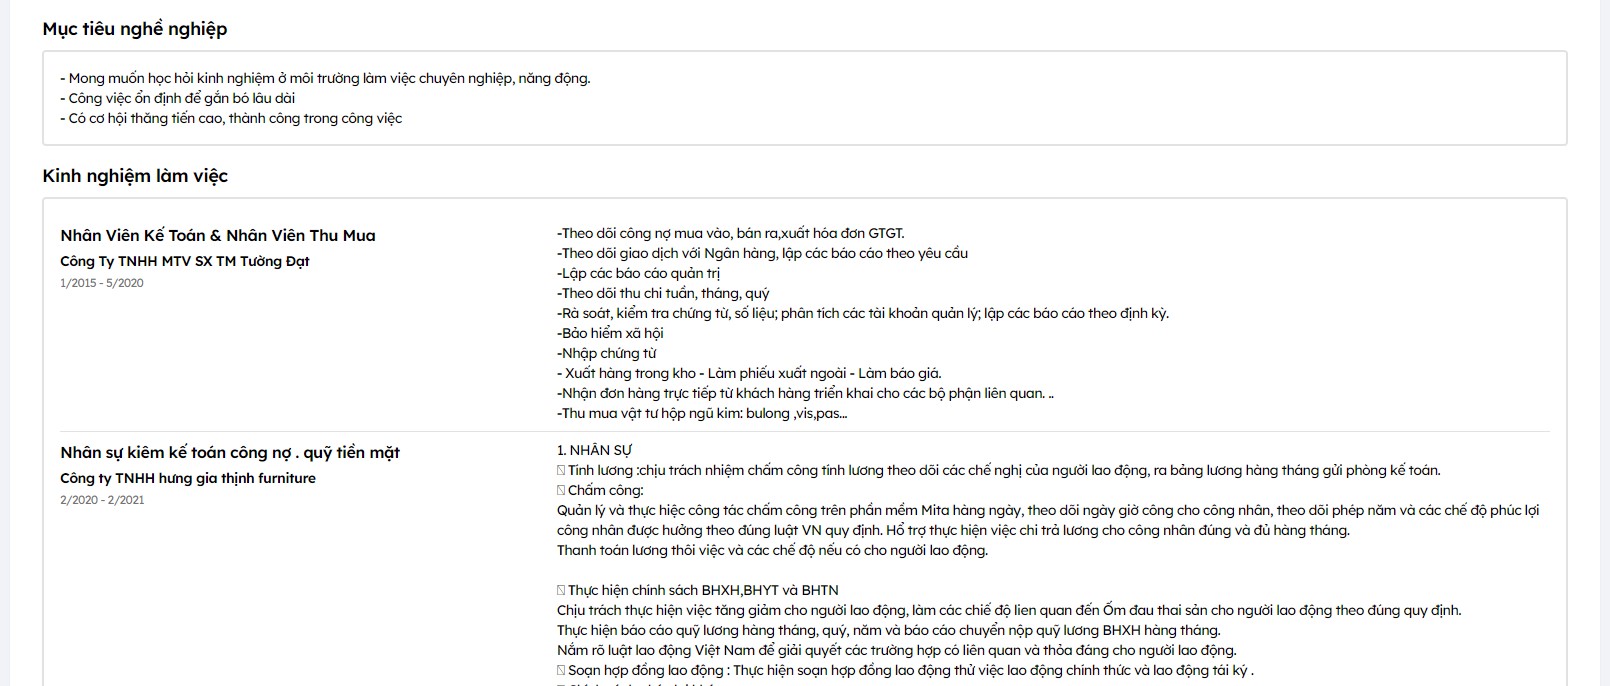 Mục tiêu nghề nghiệp
- Mong muốn học hỏi kinh nghiệm ở môi trường làm việc chuyên nghiệp, năng động.
- Công việc ổn định để gắn bó lâu dài
- Có cơ hội thăng tiến cao, thành công trong công việc
Kinh nghiệm làm việc
Nhân Viên Kế Toán & Nhân Viên Thu Mua
Công Ty TNHH MTV SX TM Tường Đạt
1/2015 - 5/2020
-Theo dõi công nợ mua vào, bán ra,xuất hóa đơn GTGT.
-Theo dõi giao dịch với Ngân hàng, lập các báo cáo theo yêu cầu
-Lập các báo cáo quản trị
-Theo dõi thu chi tuần, tháng, quý
-Rà soát, kiểm tra chứng từ, số liệu; phân tích các tài khoản quản lý; lập các báo cáo theo định kỳ.
-Bảo hiểm xã hội
-Nhập chứng từ
- Xuất hàng trong kho - Làm phiếu xuất ngoài - Làm báo giá.
-Nhận đơn hàng trực tiếp từ khách hàng triển khai cho các bộ phận liên quan. ..
-Thu mua vật tư hộp ngũ kim: bulong ,vis,pas...
Nhân sự kiêm kế toán công nợ . quỹ tiền mặt
Công ty TNHH hưng gia thịnh furniture
2/2020 - 2/2021
1. NHÂN SỰ
Tính lương :chịu trách nhiệm chấm công tính lương theo dõi các chế nghị của người lao động, ra bảng lương hàng tháng gửi phòng kế toán.
Chấm công:
Quản lý và thực hiệc công tác chấm công trên phần mềm Mita hàng ngày, theo dõi ngày giờ công cho công nhân, theo dõi phép năm và các chế độ phúc lợi
công nhân được hưởng theo đúng luật VN quy định. Hổ trợ thực hiện việc chi trả lương cho công nhân đúng và đủ hàng tháng.
Thanh toán lương thôi việc và các chế độ nếu có cho người lao động.
Thực hiện chính sách BHXH,BHYT và BHTN
Chịu trách thực hiện việc tăng giảm cho người lao động, làm các chiế độ lien quan đến Ốm đau thai sản cho người lao động theo đúng quy định.
Thực hiện báo cáo quỹ lương hàng tháng, quý, năm và báo cáo chuyển nộp quỹ lương BHXH hàng tháng.
Nắm rõ luật lao động Việt Nam để giải quyết các trường hợp có liên quan và thỏa đáng cho người lao động.
Soạn hợp đồng lao động : Thực hiện soạn hợp đồng lao động thử việc lao động chính thức và lao động tái ký .